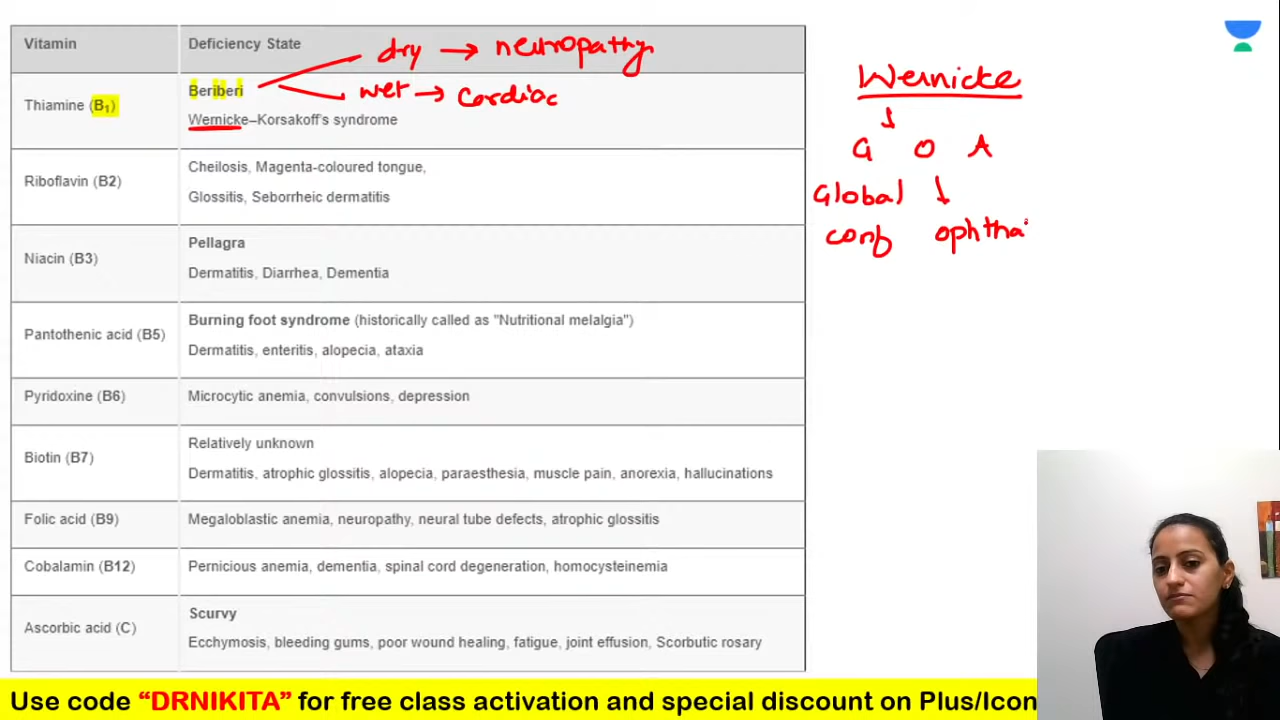 Vitamin
Deficiency State
dry → neuropathy
Thiamine (B₁)
Beriberi
wet → cardiac
Wernicke–Korsakoff's syndrome
Riboflavin (B2)
Cheilosis, Magenta-coloured tongue,
Glossitis, Seborrheic dermatitis
Niacin (B3)
Pellagra
Dermatitis, Diarrhea, Dementia
Pantothenic acid (B5)
Burning foot syndrome (historically called as "Nutritional melalgia")
Dermatitis, enteritis, alopecia, ataxia
Pyridoxine (B6)
Microcytic anemia, convulsions, depression
Biotin (B7)
Relatively unknown
Dermatitis, atrophic glossitis, alopecia, paraesthesia, muscle pain, anorexia, hallucinations
Folic acid (B9)
Megaloblastic anemia, neuropathy, neural tube defects, atrophic glossitis
Cobalamin (B12)
Pernicious anemia, dementia, spinal cord degeneration, homocysteinemia
Ascorbic acid (C)
Scurvy
Ecchymosis, bleeding gums, poor wound healing, fatigue, joint effusion, Scorbutic rosary
Wernicke
G O A
Global
conf ophtha
Use code “DRNIKITA” for free class activation and special discount on Plus/Icon